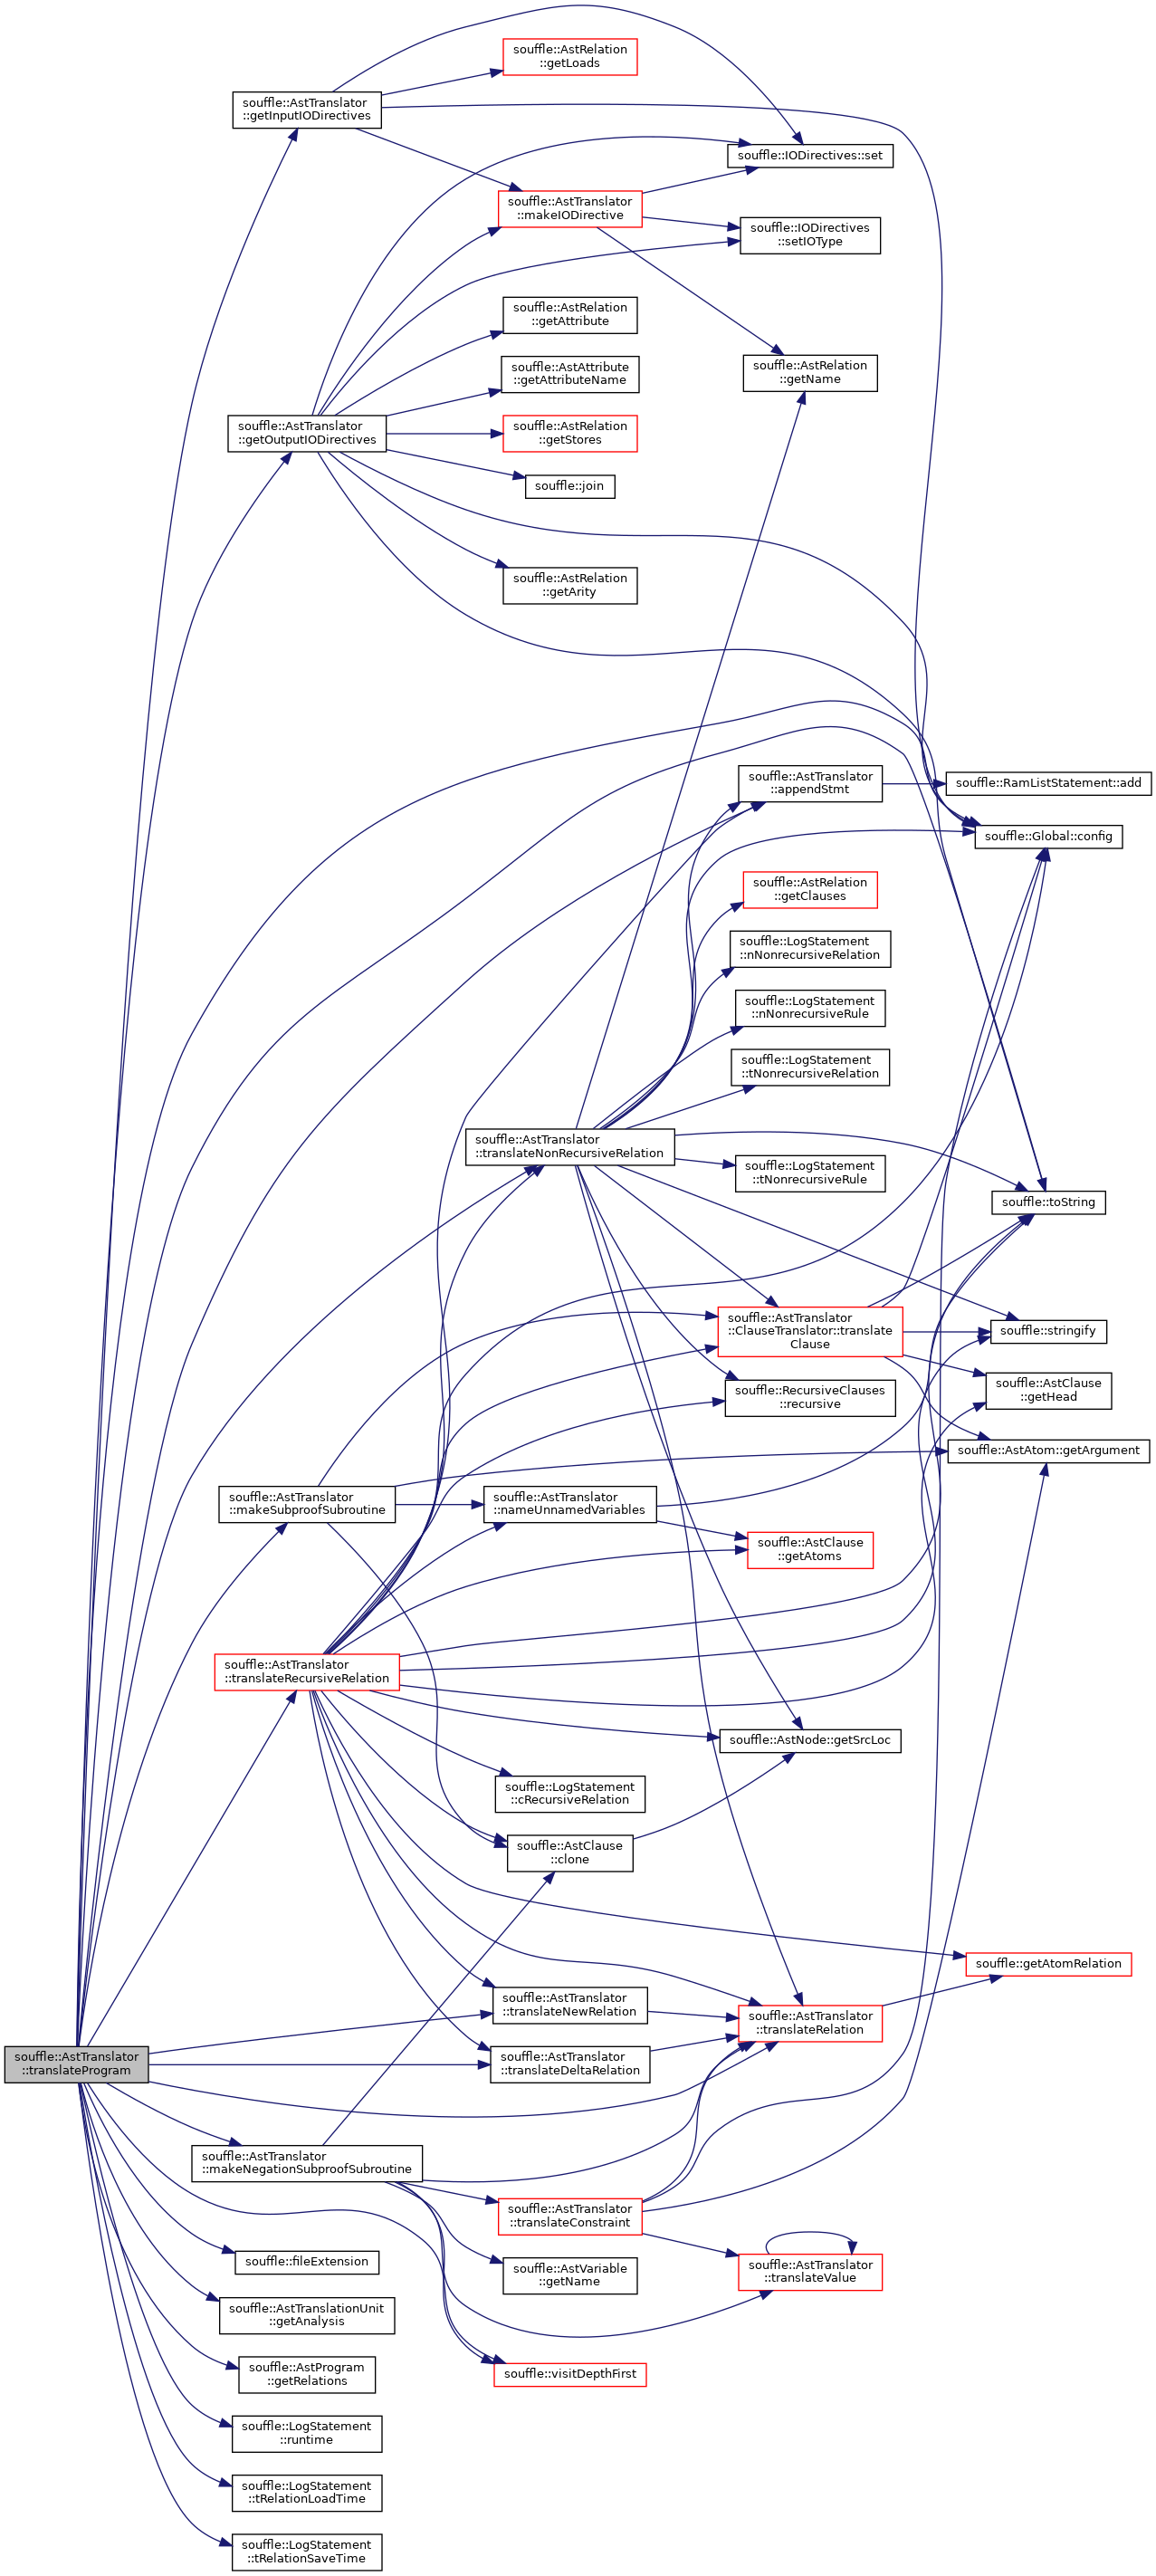 souffle::AstRelation
::getLoads
souffle::AstTranslator
::getInputIODirectives
souffle::IODirectives::set
souffle::AstTranslator
::makeIODirective
souffle::IODirectives
::setIOType
souffle::AstRelation
::getAttribute
souffle::AstRelation
::getName
souffle::AstAttribute
::getAttributeName
souffle::AstTranslator
::getOutputIODirectives
souffle::AstRelation
::getStores
souffle::join
souffle::AstRelation
::getArity
souffle::AstTranslator
::appendStmt
souffle::RamListStatement::add
souffle::Global::config
souffle::AstRelation
::getClauses
souffle::LogStatement
::nNonrecursiveRelation
souffle::LogStatement
::nNonrecursiveRule
souffle::LogStatement
::tNonrecursiveRelation
souffle::AstTranslator
::translateNonRecursiveRelation
souffle::LogStatement
::tNonrecursiveRule
souffle::toString
souffle::AstTranslator
::ClauseTranslator::translate
Clause
souffle::stringify
souffle::AstClause
::getHead
souffle::RecursiveClauses
::recursive
souffle::AstAtom::getArgument
souffle::AstTranslator
::makeSubproofSubroutine
souffle::AstTranslator
::nameUnnamedVariables
souffle::AstClause
::getAtoms
souffle::AstTranslator
::translateRecursiveRelation
souffle::AstNode::getSrcLoc
souffle::LogStatement
::cRecursiveRelation
souffle::AstClause
::clone
souffle::getAtomRelation
souffle::AstTranslator
::translateNewRelation
souffle::AstTranslator
::translateRelation
souffle::AstTranslator
::translateProgram
souffle::AstTranslator
::translateDeltaRelation
souffle::AstTranslator
::makeNegationSubproofSubroutine
souffle::AstTranslator
::translateConstraint
souffle::fileExtension
souffle::AstVariable
::getName
souffle::AstTranslator
::translateValue
souffle::AstTranslationUnit
::getAnalysis
souffle::AstProgram
::getRelations
souffle::visitDepthFirst
souffle::LogStatement
::runtime
souffle::LogStatement
::tRelationLoadTime
souffle::LogStatement
::tRelationSaveTime